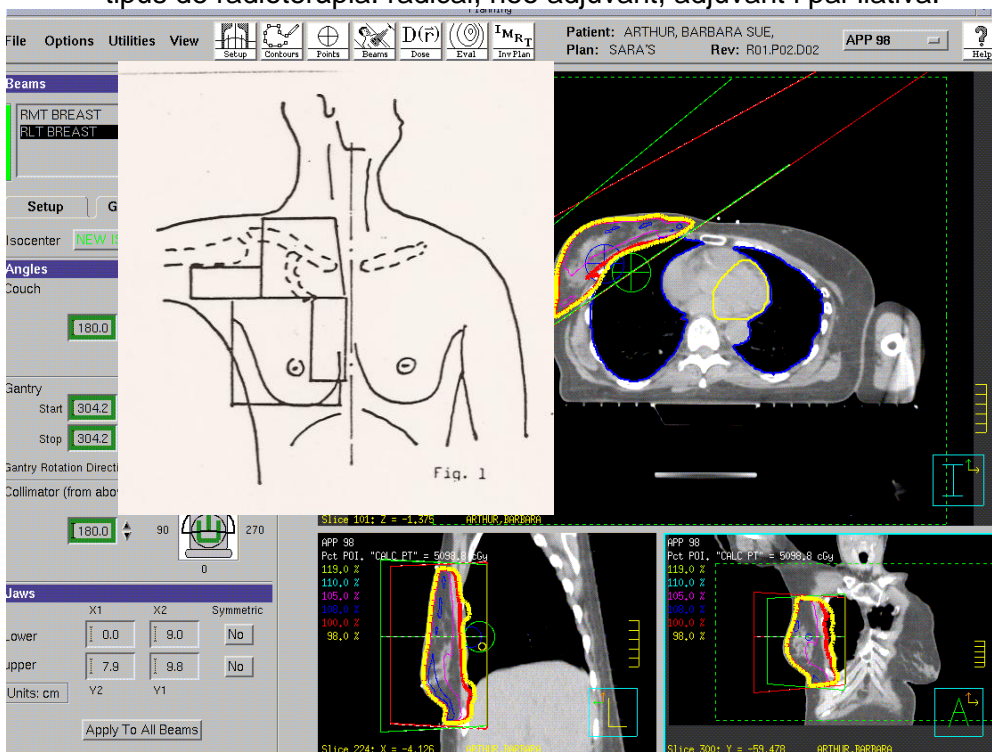 tipus de radioteràpia: radical, neo-adjuvant, adjuvant i pal·liativa.
Planning
File Options Utilities View
Setup Contours Points Beams Dose Eval Inv Plan
D(r) IMRT
Patient: ARTHUR, BARBARA SUE,
Plan: SARA'S Rev: R01.P02.D02
APP 98
Help
Beams
RMT BREAST
RLT BREAST
Setup G
Isocenter NEW IS
Angles
Couch
180.0
Gantry
Start 304.2
Stop 304.2
Gantry Rotation Directi
Collimator (from abo
180.0 90 270
0
Fig. 1
I
Slice 101: Z = -1.375 ARTHUR,BARBARA
Jaws
X1 X2 Symmetric
Lower 0.0 9.0 No
upper 7.9 9.8 No
Units: cm Y2 Y1
Apply To All Beams
APP 98
Pct POI. "CALC PT" = 5098.8 cGy
119.0 %
110.0 %
105.0 %
103.0 %
100.0 %
98.0 %
L
Slice 224: X = -4.126 ARTHUR,BARBARA
APP 98
Pct POI. "CALC PT" = 5098.8 cGy
119.0 %
110.0 %
105.0 %
103.0 %
100.0 %
98.0 %
A
Slice 300: Y = -59.478 ARTHUR,BARBARA